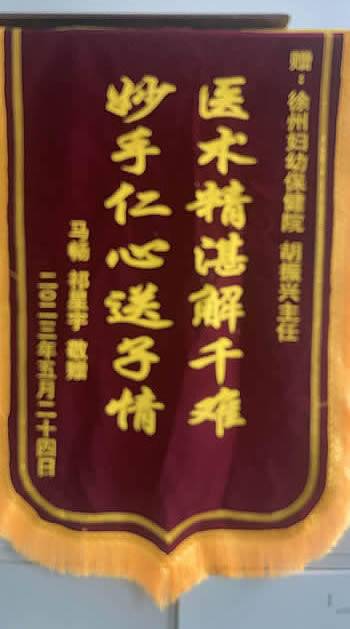 赠：徐州妇幼保健院 胡振兴主任
医术精湛解千难
妙手仁心送子情
马畅 祁星宇 敬赠
二〇二三年五月二十四日